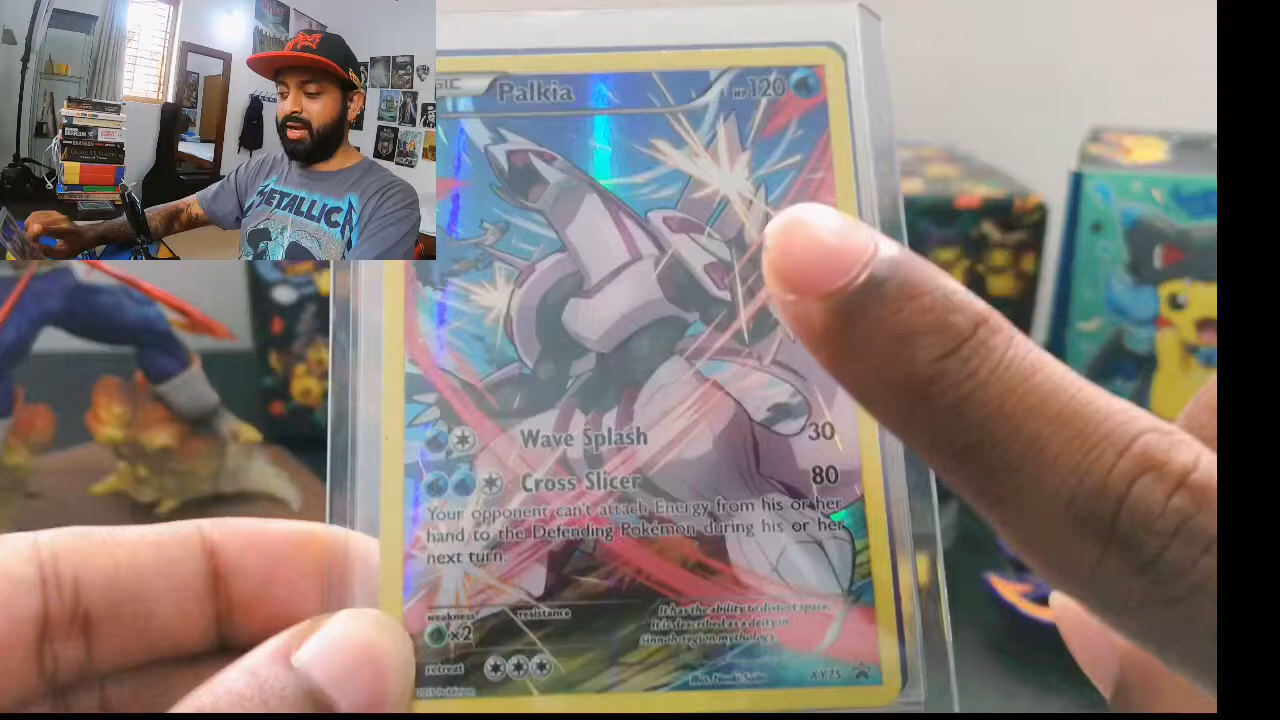 METALLICA
Palkia HP120
Wave Splash 30
Cross Slicer 80
Your opponent can't attach Energy from his or her
hand to the Defending Pokémon during his or her
next turn.
weakness resistance
×2
retreat
It has the ability to distort space.
It is described as a deity in
Sinnoh-region mythology.
XY75